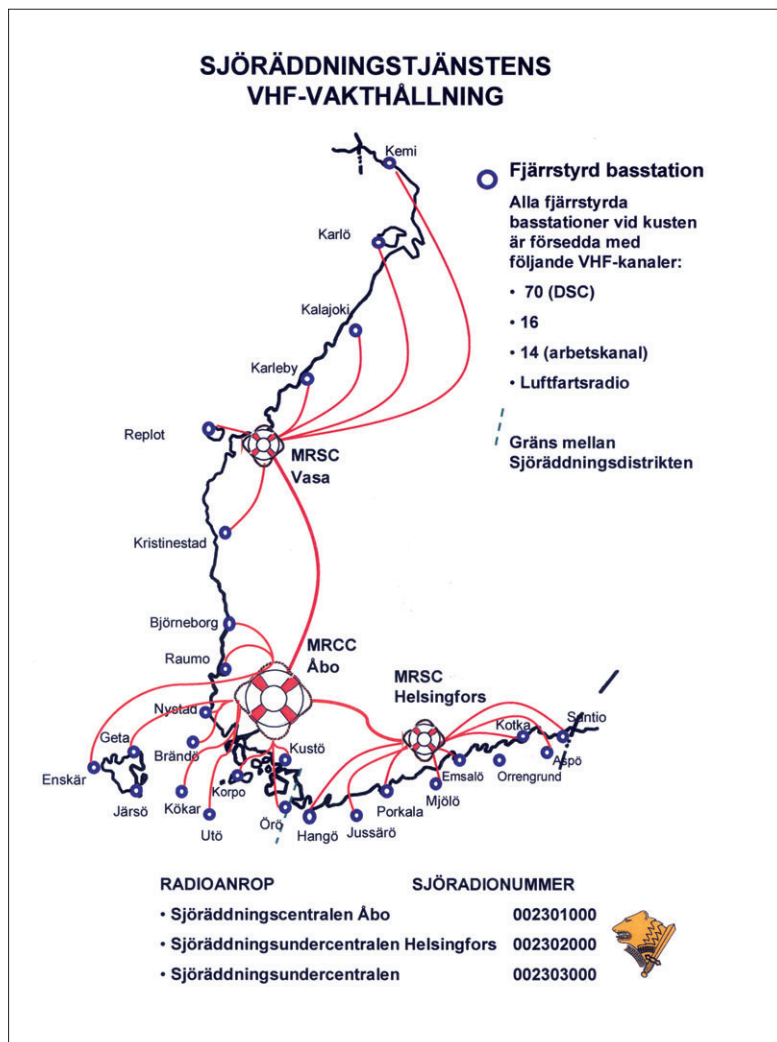 SJÖRÄDDNINGSTJÄNSTENS
VHF-VAKTHÅLLNING
Kemi
Fjärrstyrd basstation
Alla fjärrstyrda
basstationer vid kusten
är försedda med
följande VHF-kanaler:
• 70 (DSC)
• 16
• 14 (arbetskanal)
• Luftfartsradio
Gräns mellan
Sjöräddningsdistrikten
Karlö
Kalajoki
Karleby
Replot
MRSC
Vasa
Kristinestad
Björneborg
MRCC
Åbo
Raumo
MRSC
Helsingfors
Nystad
Kotka
Santio
Geta
Brändö
Kustö
Enskär
Korpo
Emsalö
Orrengrund
Aspö
Järsö
Kökar
Utö
Örö
Hangö
Jussärö
Porkala
Mjölö
RADIOANROP
SJÖRADIONUMMER
• Sjöräddningscentralen Åbo 002301000
• Sjöräddningsundercentralen Helsingfors 002302000
• Sjöräddningsundercentralen 002303000